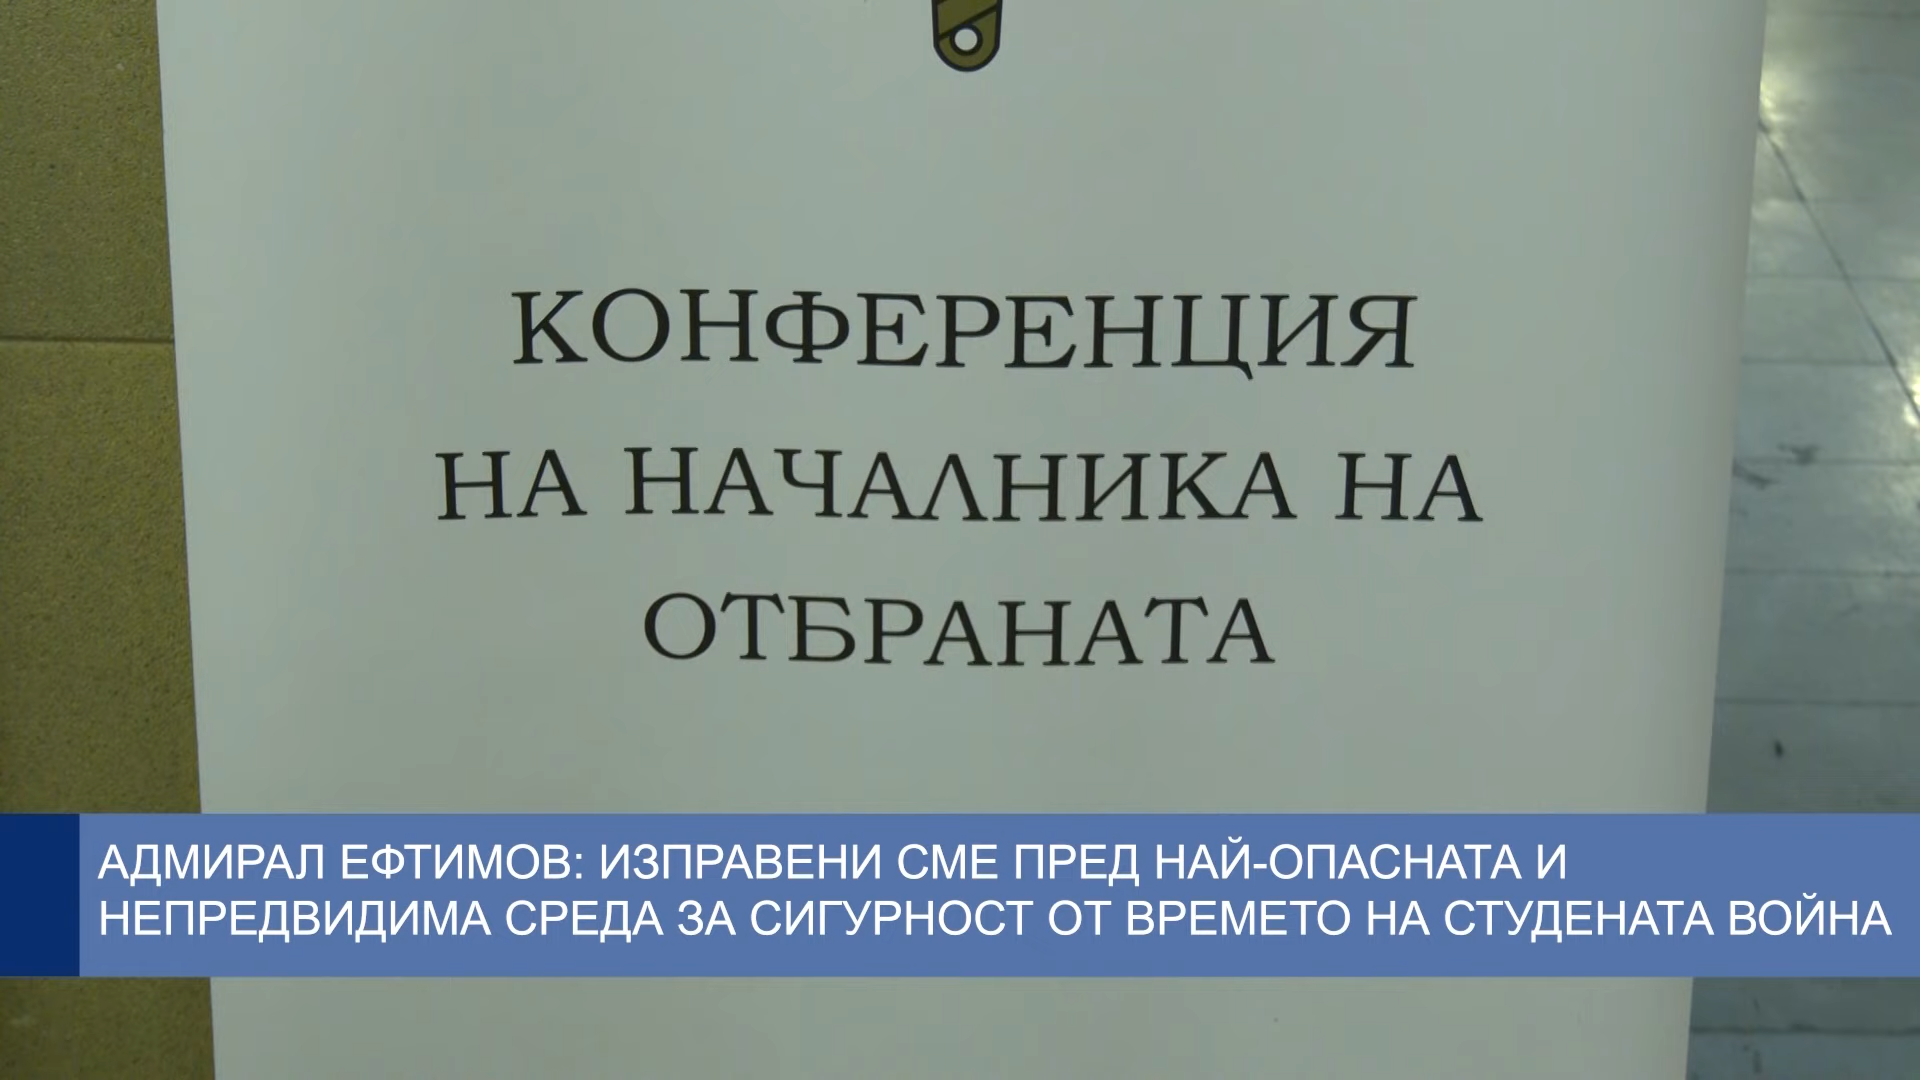 КОНФЕРЕНЦИЯ
НА НАЧАЛНИКА НА
ОТБРАНАТА
АДМИРАЛ ЕФТИМОВ: ИЗПРАВЕНИ СМЕ ПРЕД НАЙ-ОПАСНАТА И
НЕПРЕДВИДИМА СРЕДА ЗА СИГУРНОСТ ОТ ВРЕМЕТО НА СТУДЕНАТА ВОЙНА